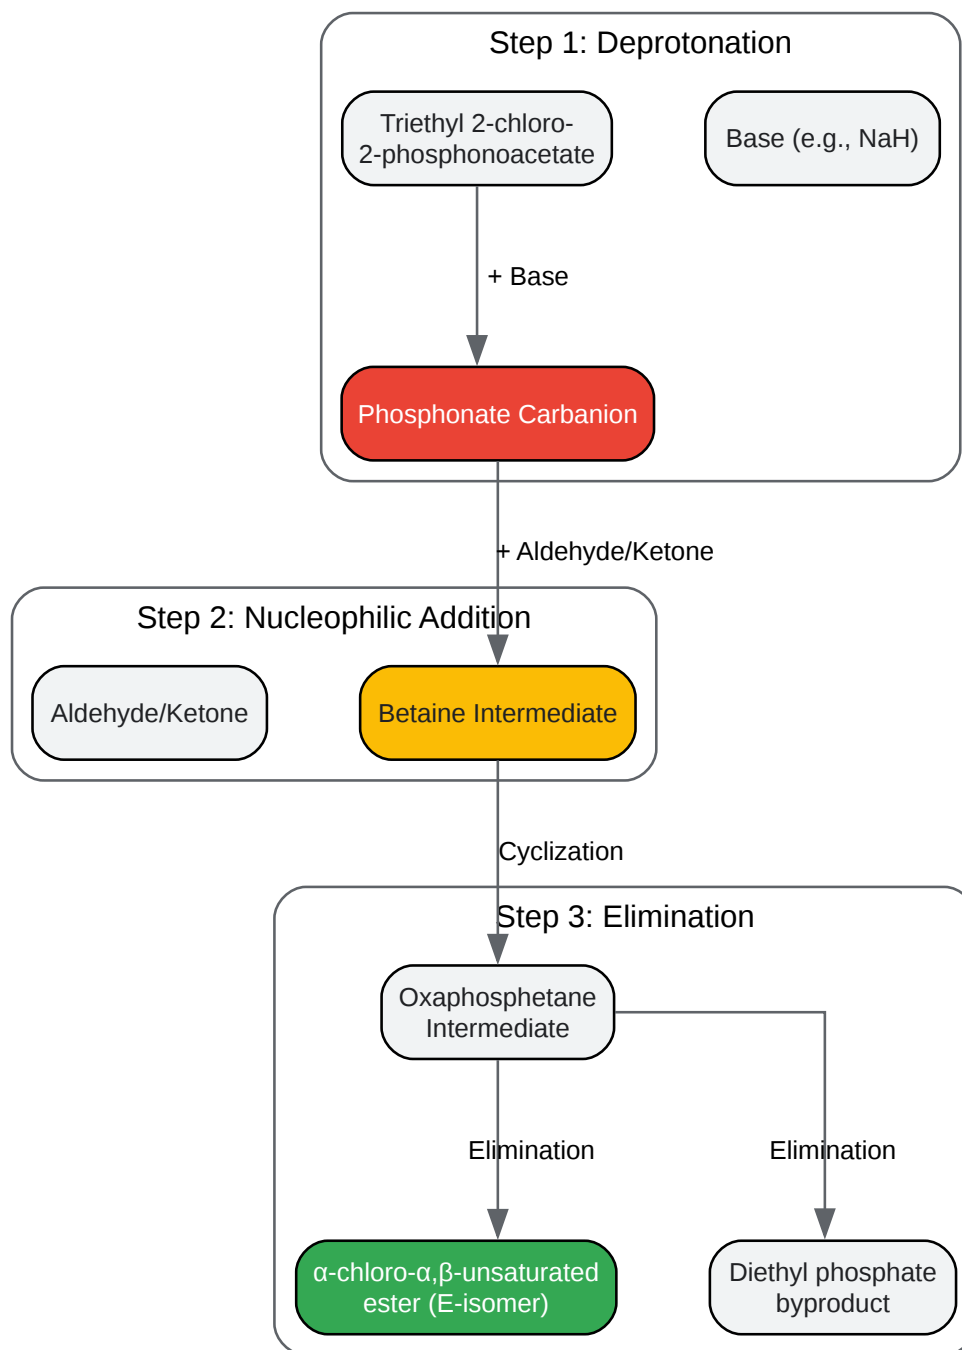 Step 1: Deprotonation
Triethyl 2-chloro-
2-phosphonoacetate
Base (e.g., NaH)
+ Base
Phosphonate Carbanion
+ Aldehyde/Ketone
Step 2: Nucleophilic Addition
Aldehyde/Ketone
Betaine Intermediate
Cyclization
Step 3: Elimination
Oxaphosphetane
Intermediate
Elimination
Elimination
α-chloro-α,β-unsaturated
ester (E-isomer)
Diethyl phosphate
byproduct